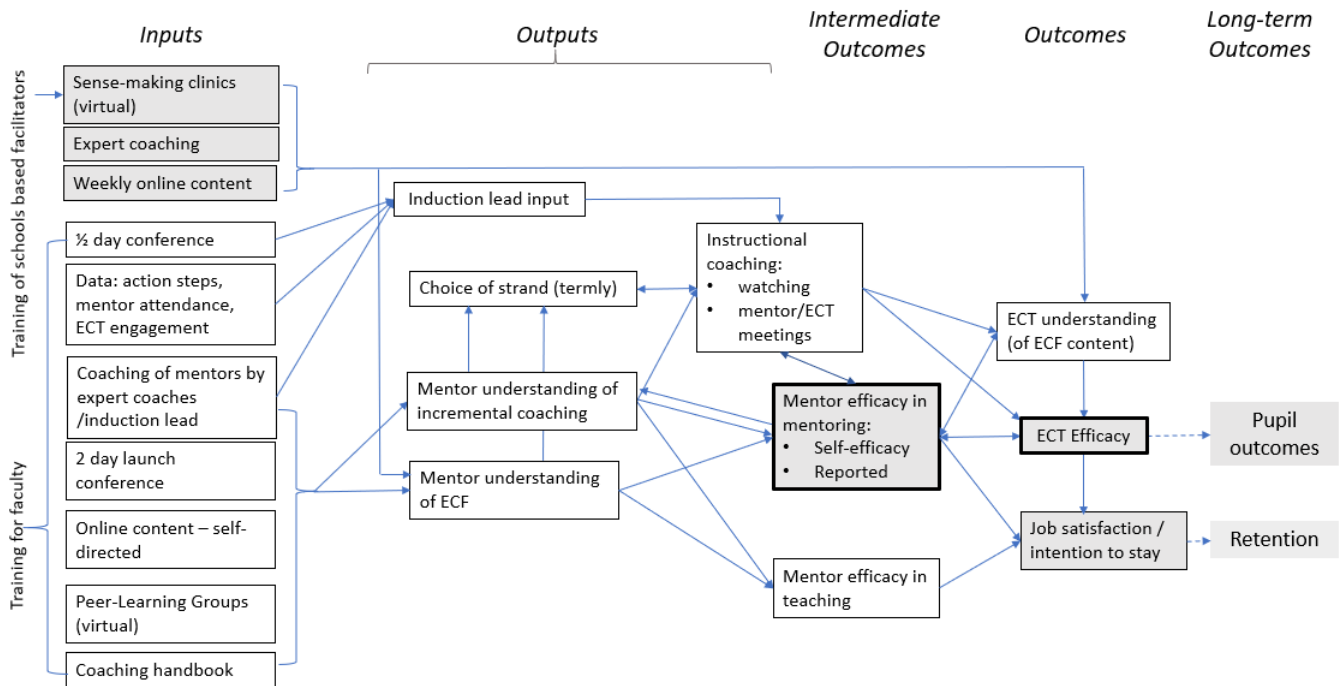 Inputs
Outputs
Intermediate
Outcomes
Outcomes
Long-term
Outcomes
Training of schools based facilitators
Training for faculty
Sense-making clinics
(virtual)
Expert coaching
Weekly online content
½ day conference
Data: action steps,
mentor attendance,
ECT engagement
Coaching of mentors by
expert coaches
/induction lead
2 day launch
conference
Online content – self-
directed
Peer-Learning Groups
(virtual)
Coaching handbook
Induction lead input
Choice of strand (termly)
Mentor understanding of
incremental coaching
Mentor understanding
of ECF
Instructional
coaching:
• watching
• mentor/ECT
meetings
Mentor efficacy in
mentoring:
• Self-efficacy
• Reported
Mentor efficacy in
teaching
ECT understanding
(of ECF content)
ECT Efficacy
Job satisfaction /
intention to stay
Pupil
outcomes
Retention